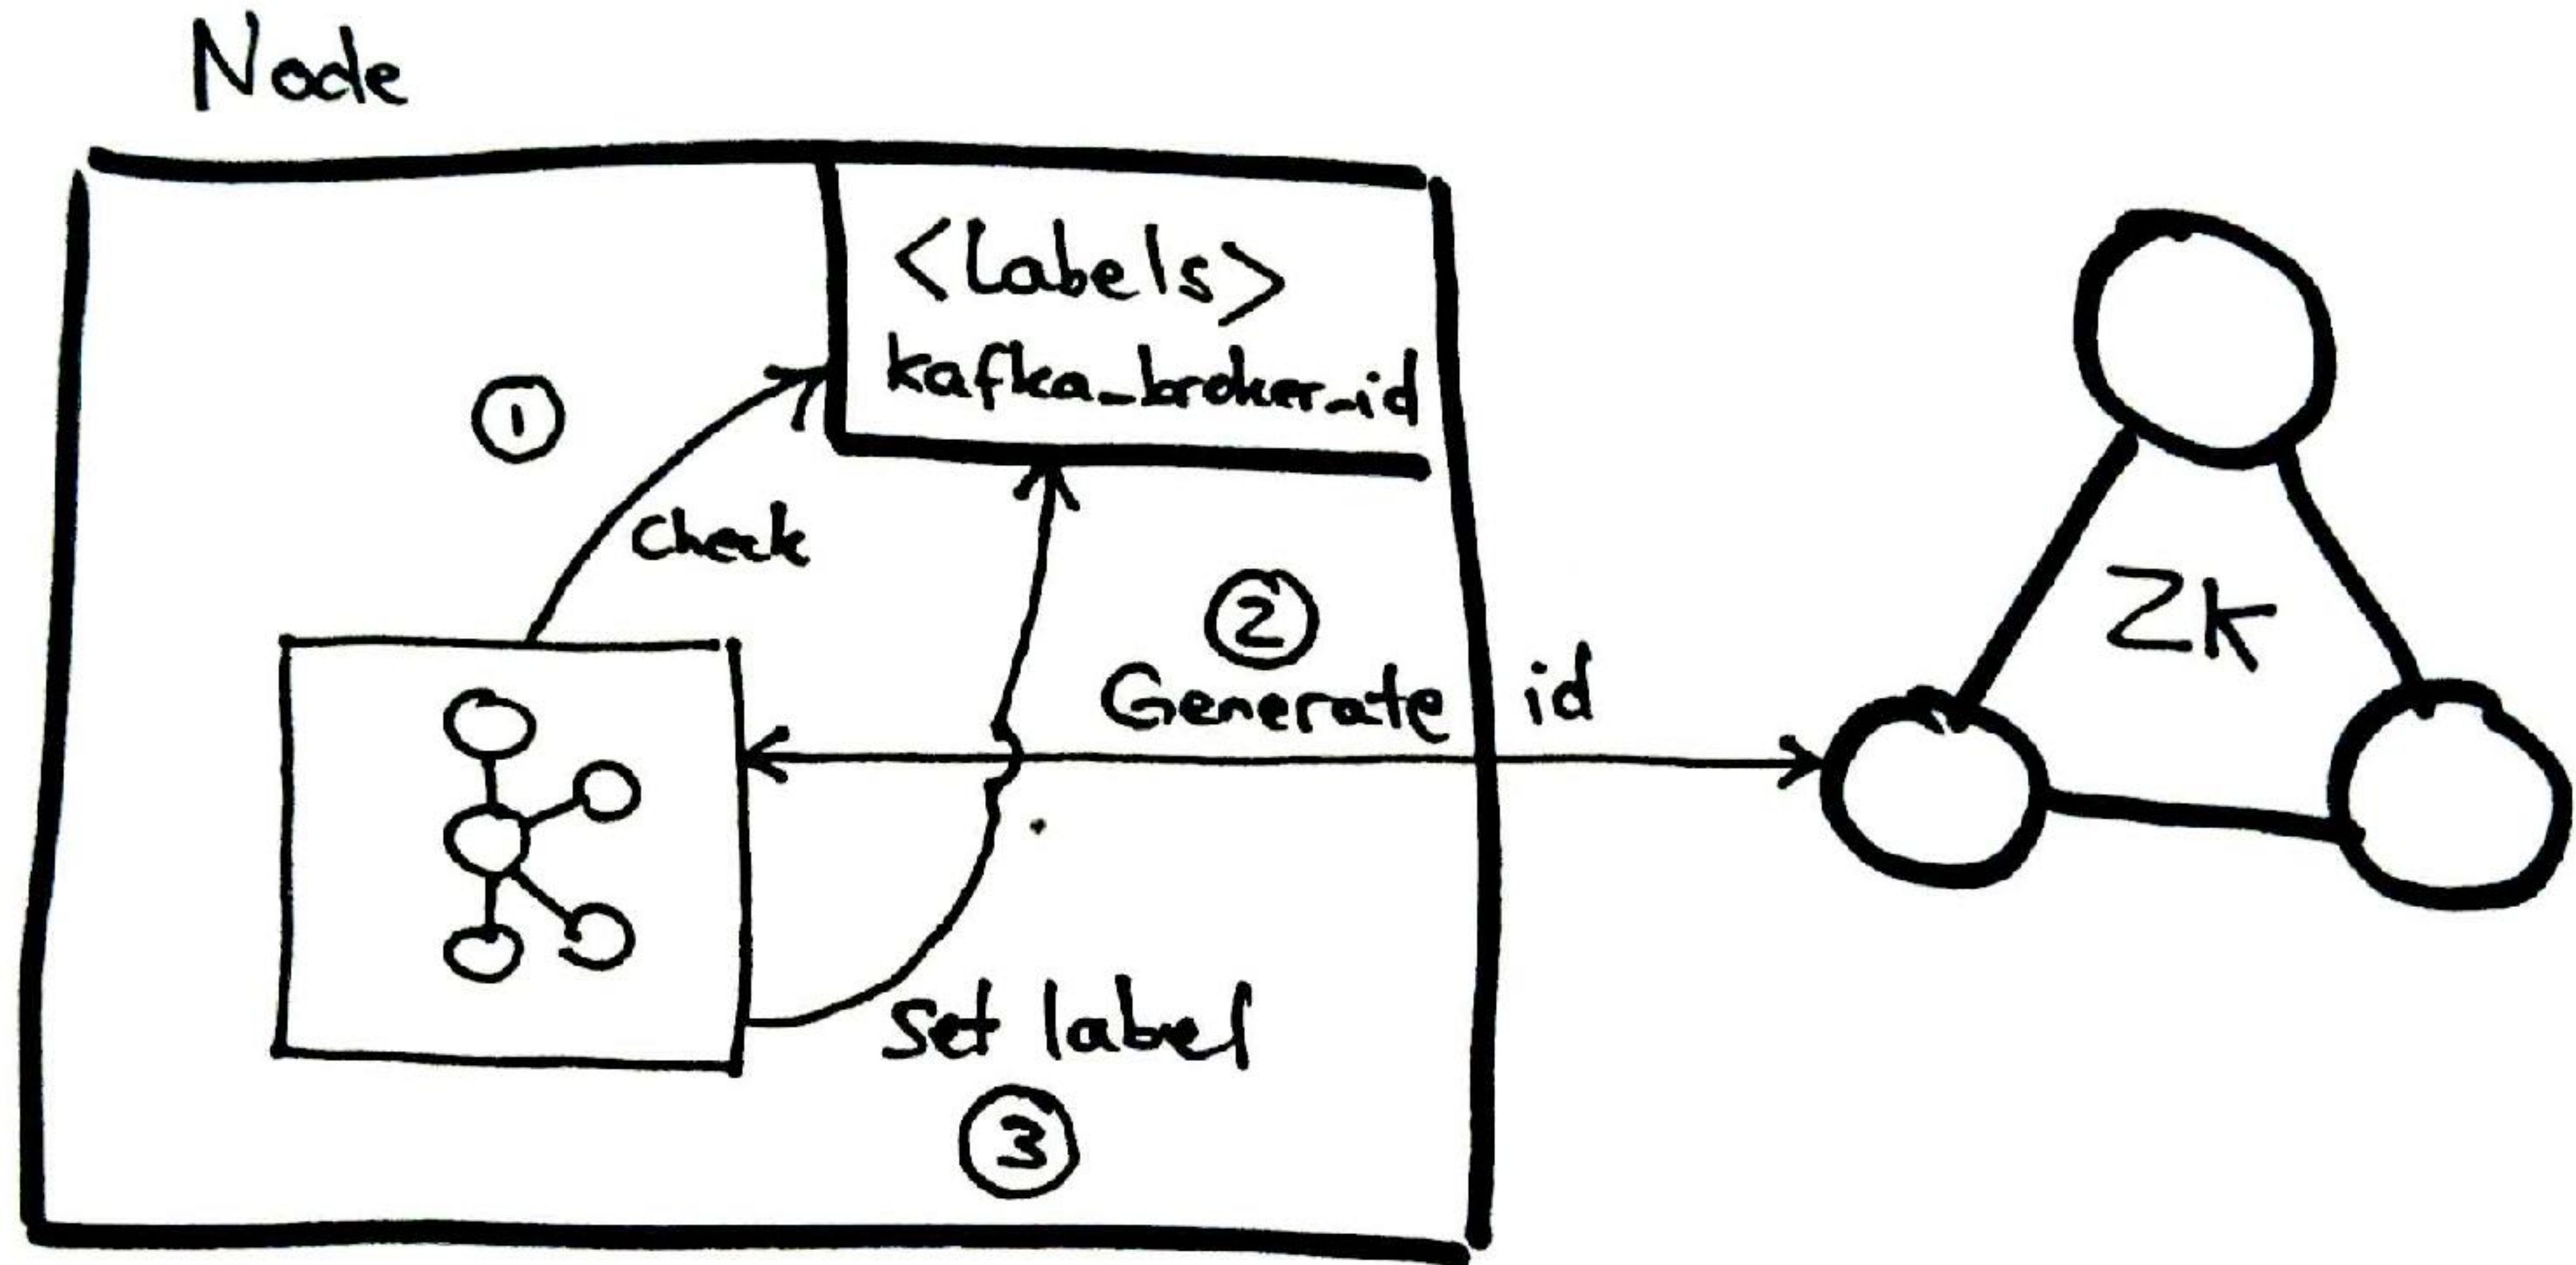 Node
<Labels>
kafka_broker_id
1
Check
2
Generate id
ZK
Set label
3